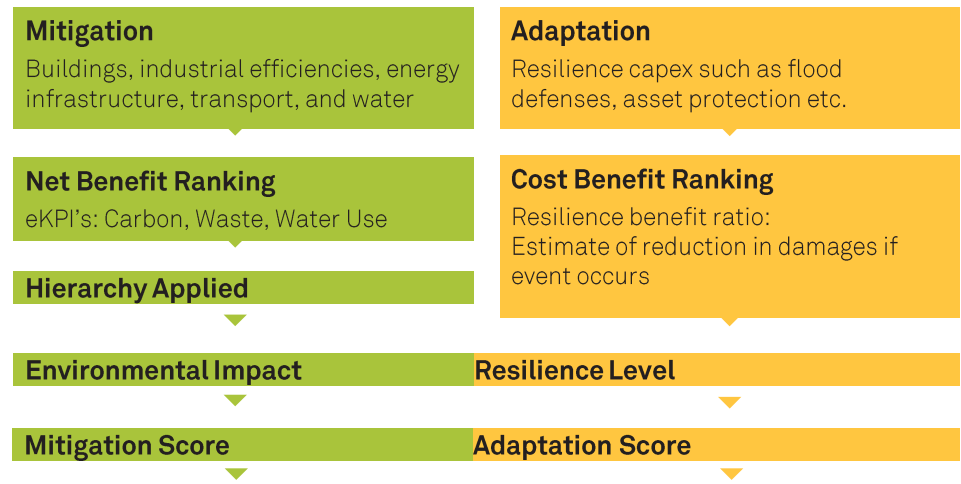 Mitigation
Buildings, industrial efficiencies, energy
infrastructure, transport, and water
Adaptation
Resilience capex such as flood
defenses, asset protection etc.
Net Benefit Ranking
eKPI's: Carbon, Waste, Water Use
Cost Benefit Ranking
Resilience benefit ratio:
Estimate of reduction in damages if
event occurs
Hierarchy Applied
Environmental Impact
Resilience Level
Mitigation Score
Adaptation Score